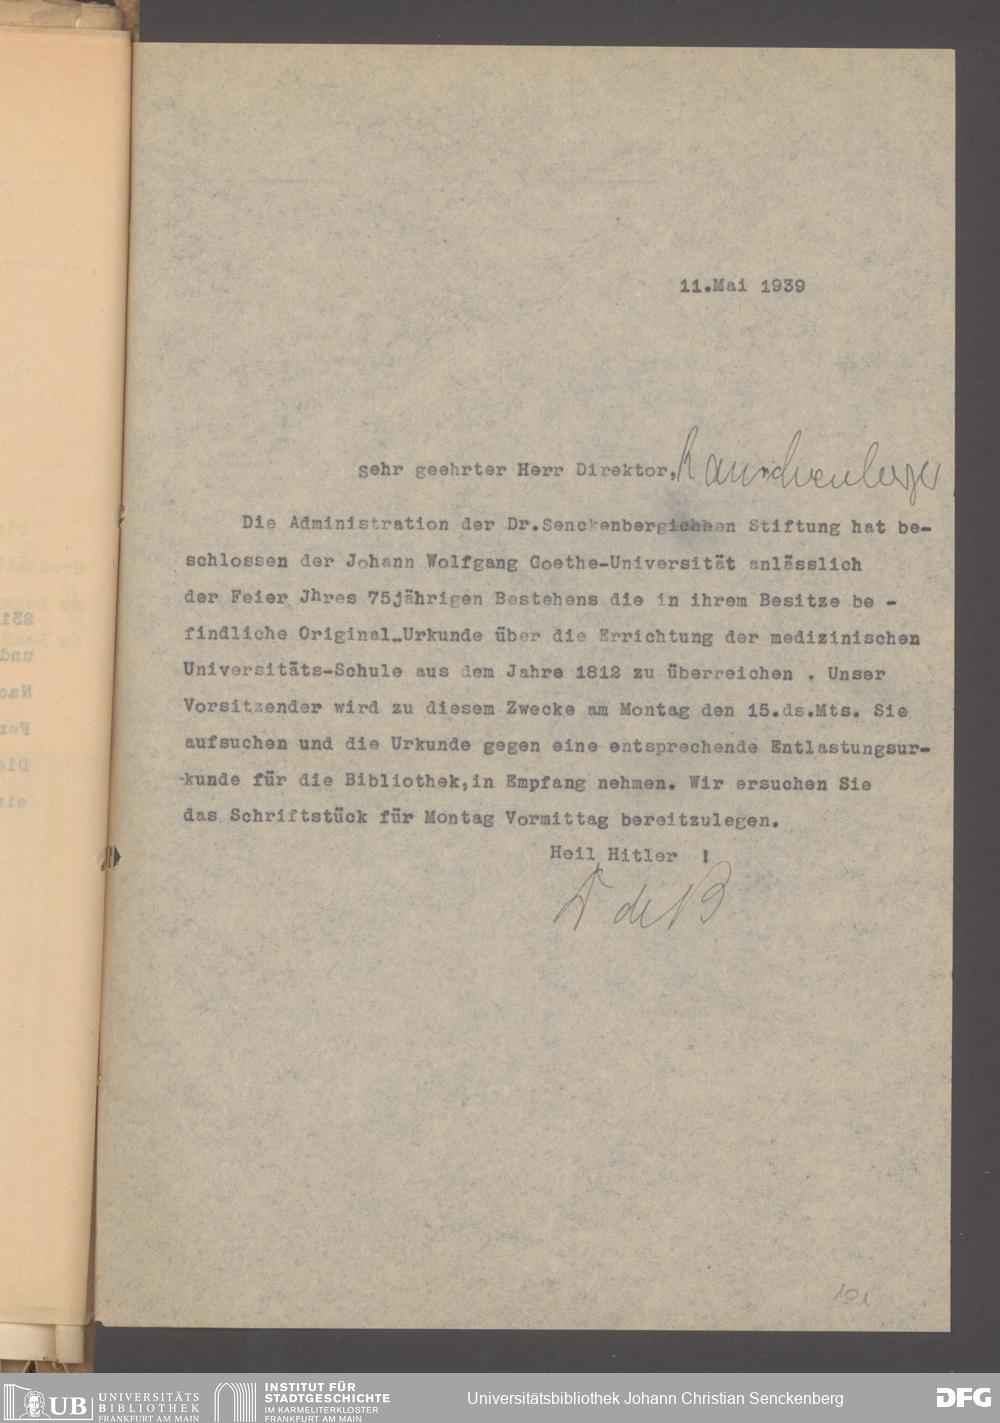 11.Mai 1939
sehr geehrter Herr Direktor, Rauschenberger
Die Administration der Dr.Senckenbergichhen Stiftung hat be-
schlossen der Johann Wolfgang Goethe-Universität anlässlich
der Feier Jhres 75jährigen Bestehens die in ihrem Besitze be -
findliche Original-Urkunde über die Errichtung der medizinischen
Universitäts-Schule aus dem Jahre 1812 zu überreichen . Unser
Vorsitzender wird zu diesem Zwecke am Montag den 15.ds.Mts. Sie
aufsuchen und die Urkunde gegen eine entsprechende Entlastungsur-
kunde für die Bibliothek,in Empfang nehmen. Wir ersuchen Sie
das Schriftstück für Montag Vormittag bereitzulegen.
Heil Hitler !
de B
101
UB UNIVERSITÄTS
BIBLIOTHEK
FRANKFURT AM MAIN
INSTITUT FÜR
STADTGESCHICHTE
IM KARMELITERKLOSTER
FRANKFURT AM MAIN
Universitätsbibliothek Johann Christian Senckenberg
DFG